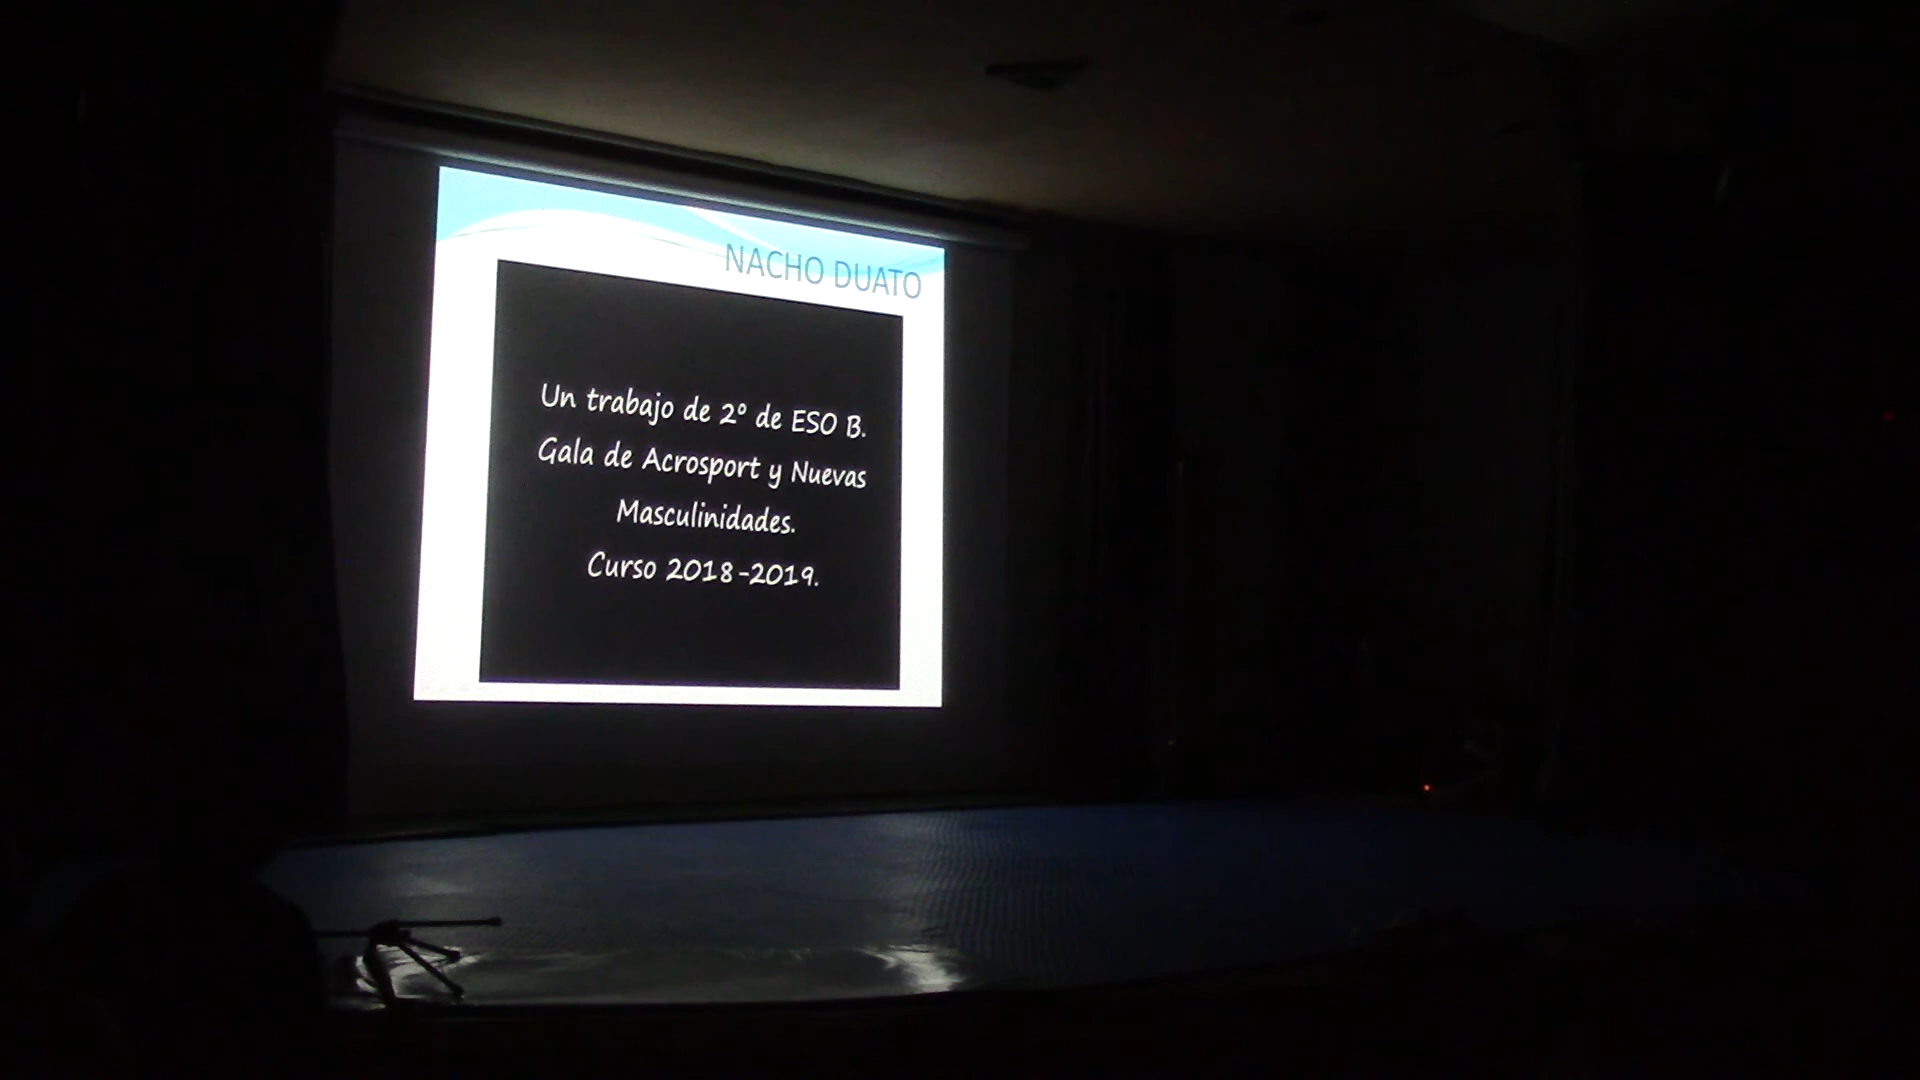 NACHO DUATO
Un trabajo de 2º de ESO B.
Gala de Acrosport y Nuevas
Masculinidades.
Curso 2018-2019.